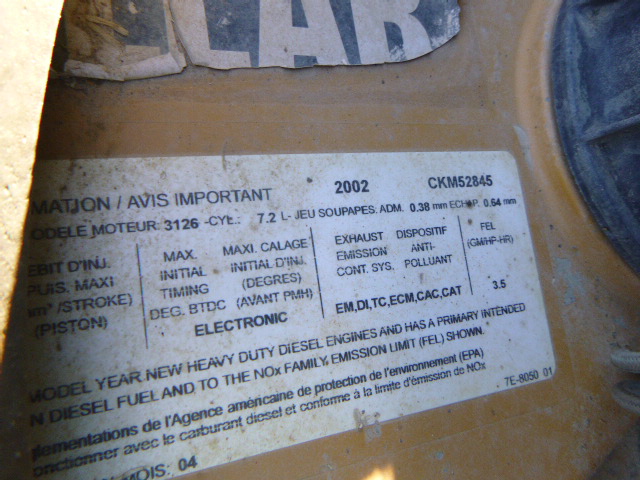 LLAR
MATION / AVIS IMPORTANT 2002 CKM52845
ODELE MOTEUR: 3126 -CYL.: 7.2 L- JEU SOUPAPES: ADM. 0.38 mm ECHAP. 0.64 mm
EBIT D'INJ. MAX. MAXI. CALAGE EXHAUST DISPOSITIF FEL
PUIS. MAXI INITIAL INITIAL D'INJ. EMISSION ANTI- (GM/HP-HR)
mm³/STROKE) TIMING (DEGRES) CONT. SYS. POLLUANT
(PISTON) DEG. BTDC (AVANT PMH)
ELECTRONIC EM,DI,TC,ECM,CAC,CAT 3.5
MODEL YEAR NEW HEAVY DUTY DIESEL ENGINES AND HAS A PRIMARY INTENDED
N DIESEL FUEL AND TO THE NOx FAMILY EMISSION LIMIT (FEL) SHOWN.
glementations de l'Agence américaine de protection de l'environnement (EPA)
onctionner avec le carburant diesel et conforme à la limite d'émission de NOx
7E-8050 01
MOIS: 04